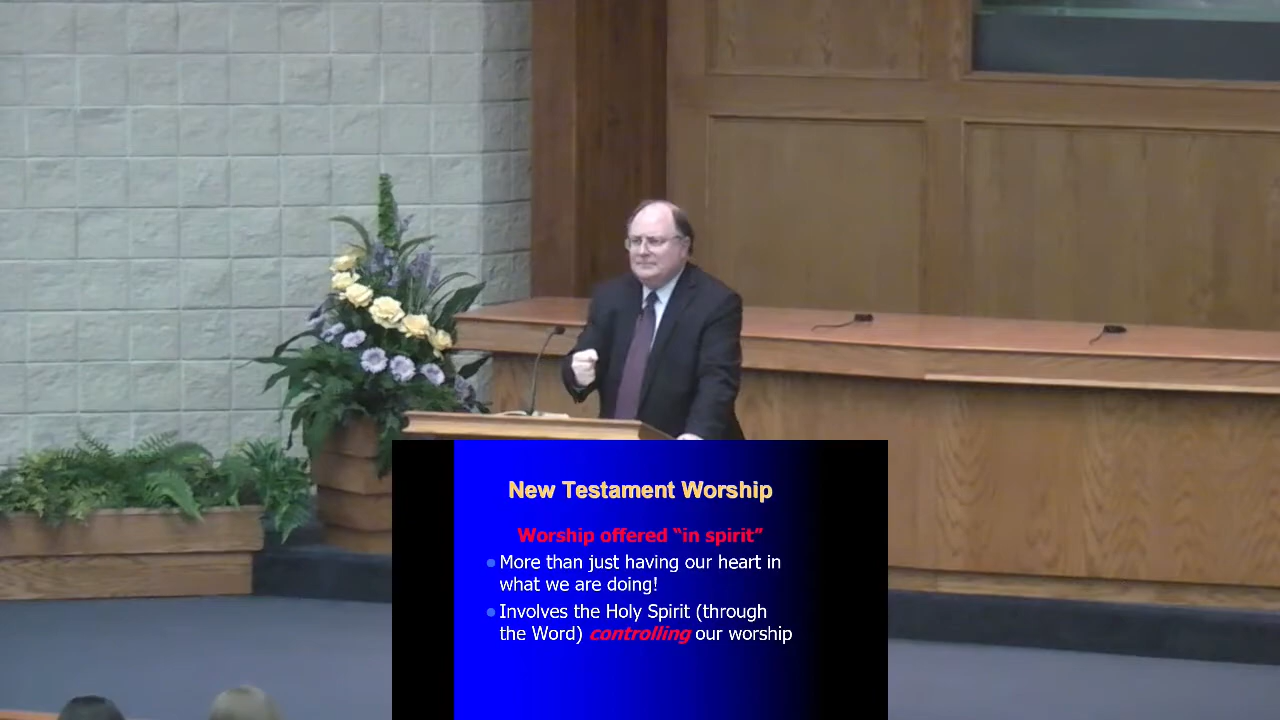 New Testament Worship
Worship offered “in spirit”
More than just having our heart in
what we are doing!
Involves the Holy Spirit (through
the Word) controlling our worship